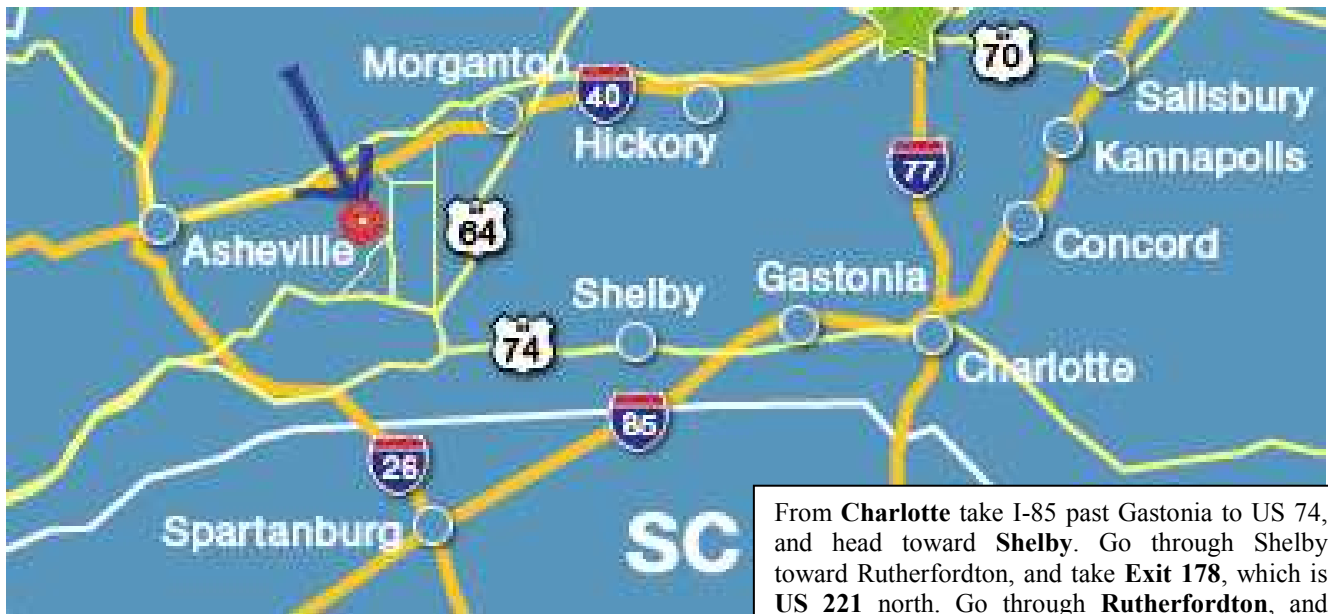 Morganton
40
Hickory
70
Salisbury
77
Kannapolis
Asheville
64
Concord
Shelby
Gastonia
74
Charlotte
85
26
Spartanburg
SC
From Charlotte take I-85 past Gastonia to US 74,
and head toward Shelby. Go through Shelby
toward Rutherfordton, and take Exit 178, which is
US 221 north. Go through Rutherfordton, and